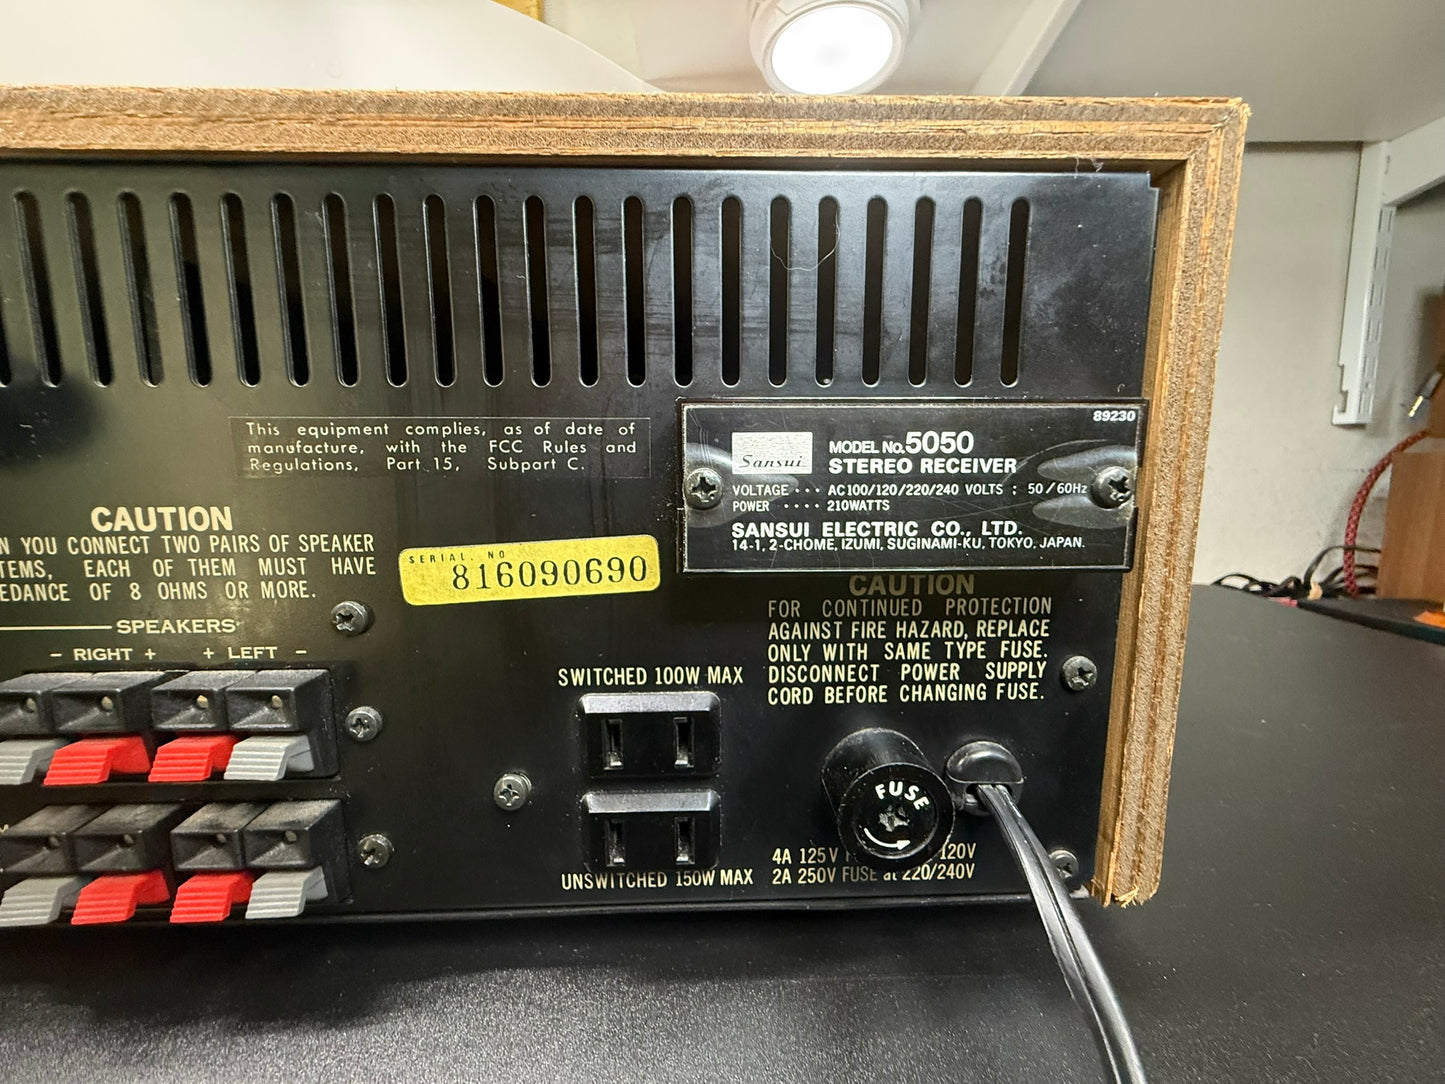 This equipment complies, as of date of
manufacture, with the FCC Rules and
Regulations, Part 15, Subpart C.
89230
Sansui
MODEL No. 5050
STEREO RECEIVER
VOLTAGE ・・・ AC100/120/220/240 VOLTS : 50/60Hz
POWER ・・・・ 210WATTS
SANSUI ELECTRIC CO., LTD.
14-1, 2-CHOME, IZUMI, SUGINAMI-KU, TOKYO, JAPAN.
CAUTION
YOU CONNECT TWO PAIRS OF SPEAKER
EACH OF THEM MUST HAVE
OF 8 OHMS OR MORE.
SERIAL. NO
816090690
SPEAKERS
– RIGHT + + LEFT –
CAUTION
FOR CONTINUED PROTECTION
AGAINST FIRE HAZARD, REPLACE
ONLY WITH SAME TYPE FUSE.
DISCONNECT POWER SUPPLY
CORD BEFORE CHANGING FUSE.
SWITCHED 100W MAX
UNSWITCHED 150W MAX
FUSE
4A 125V 120V
2A 250V FUSE at 220/240V